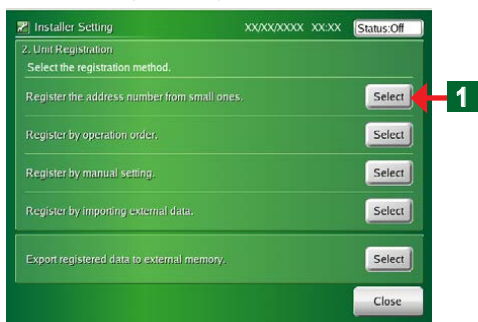 Installer Setting XX/XX/XXXX XX:XX Status:Off
2. Unit Registration
Select the registration method.
Register the address number from small ones. Select
1
Register by operation order. Select
Register by manual setting. Select
Register by importing external data. Select
Export registered data to external memory. Select
Close